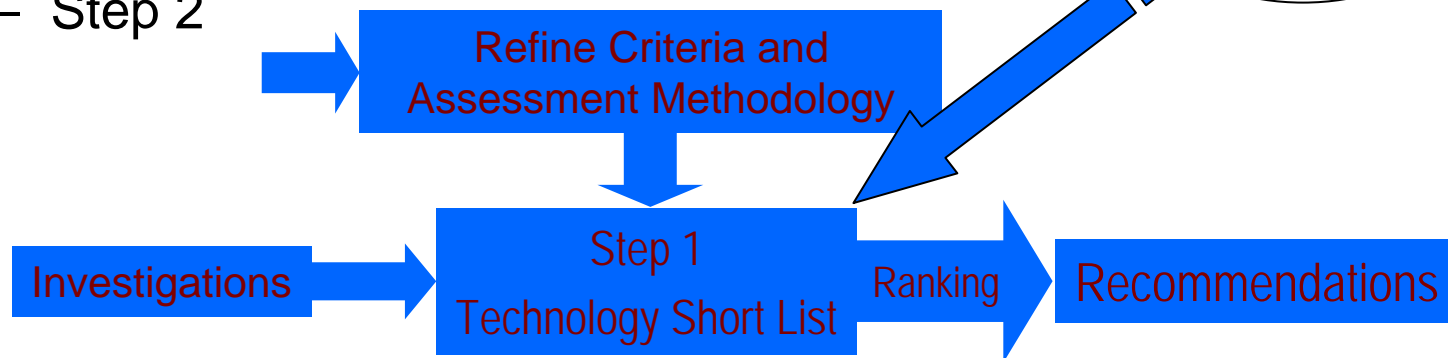 – Step 2
Refine Criteria and
Assessment Methodology
Investigations
Step 1
Technology Short List
Ranking
Recommendations